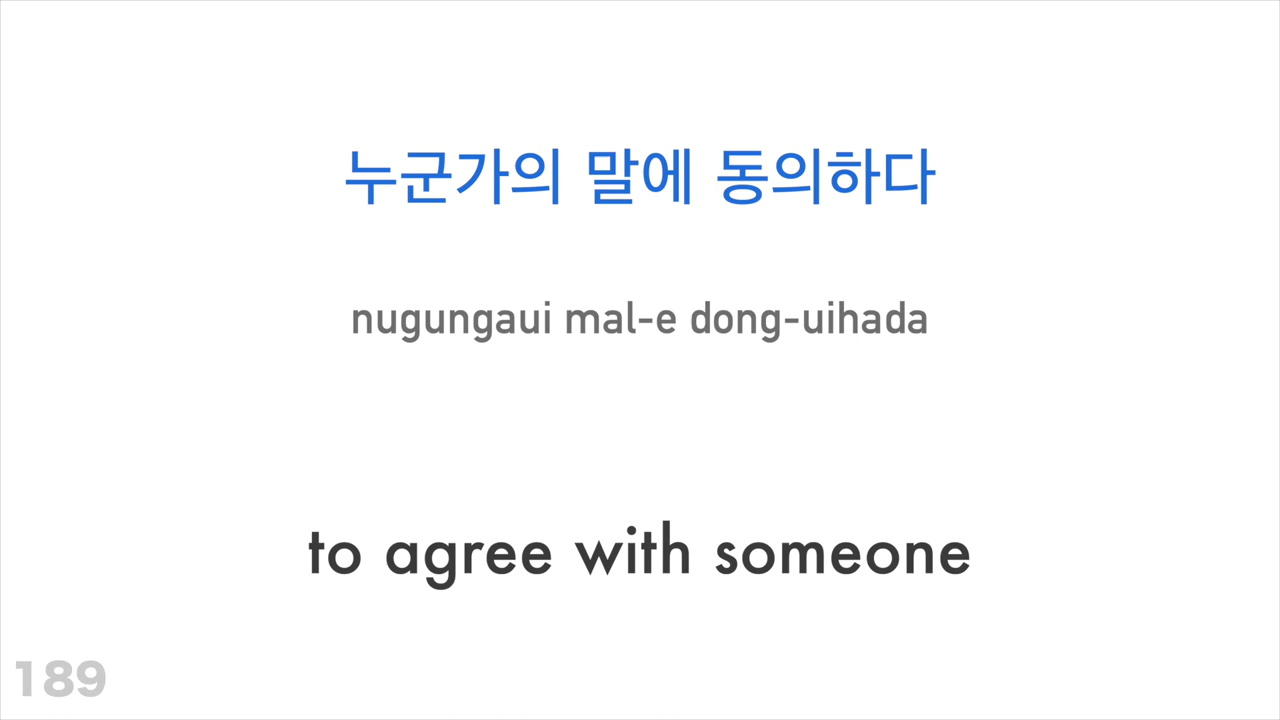 누군가의 말에 동의하다
nugungaui mal-e dong-uihada
to agree with someone
189